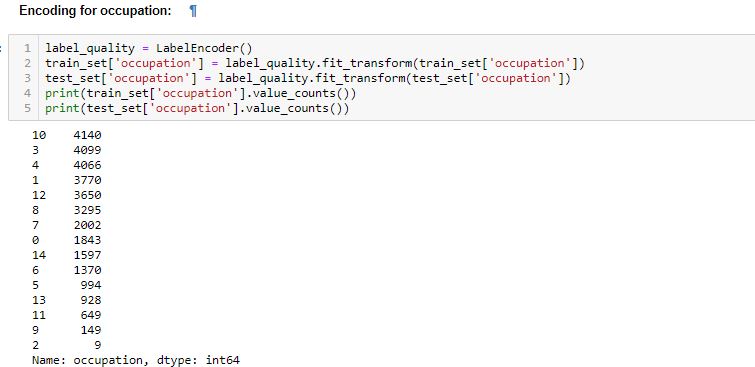 Encoding for occupation: ¶
1 label_quality = LabelEncoder()
2 train_set['occupation'] = label_quality.fit_transform(train_set['occupation'])
3 test_set['occupation'] = label_quality.fit_transform(test_set['occupation'])
4 print(train_set['occupation'].value_counts())
5 print(test_set['occupation'].value_counts())
10 4140
3 4099
4 4066
1 3770
12 3650
8 3295
7 2002
0 1843
14 1597
6 1370
5 994
13 928
11 649
9 149
2 9
Name: occupation, dtype: int64